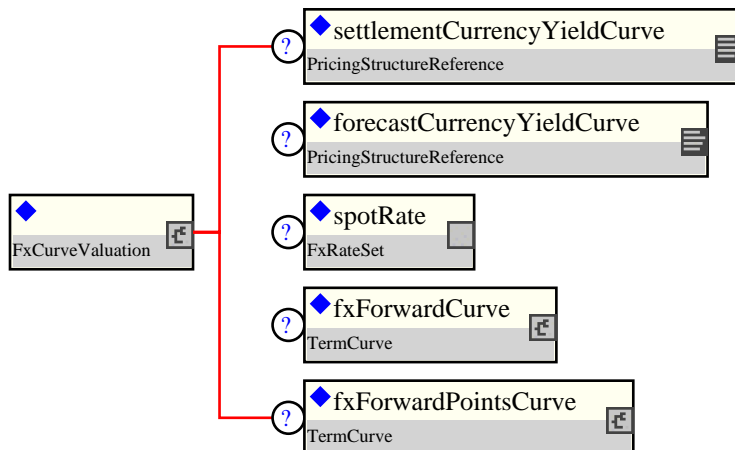 settlementCurrencyYieldCurve
?
PricingStructureReference
forecastCurrencyYieldCurve
?
PricingStructureReference
FxCurveValuation
spotRate
?
FxRateSet
fxForwardCurve
?
TermCurve
fxForwardPointsCurve
?
TermCurve